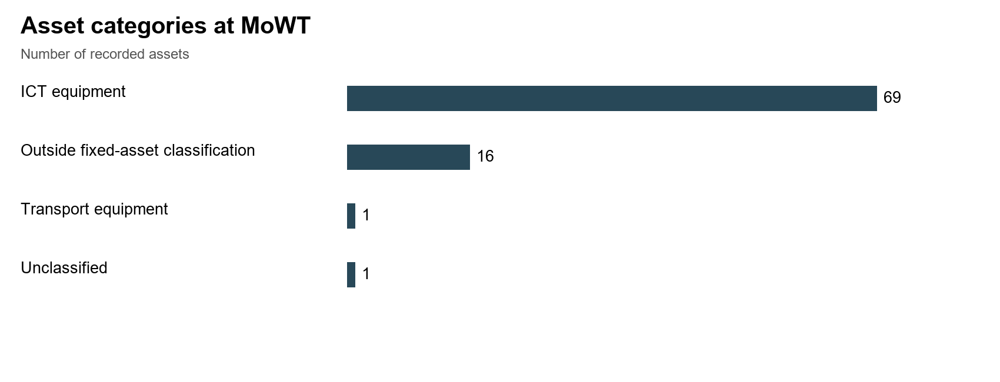 Asset categories at MoWT
Number of recorded assets
ICT equipment 69
Outside fixed-asset classification 16
Transport equipment 1
Unclassified 1